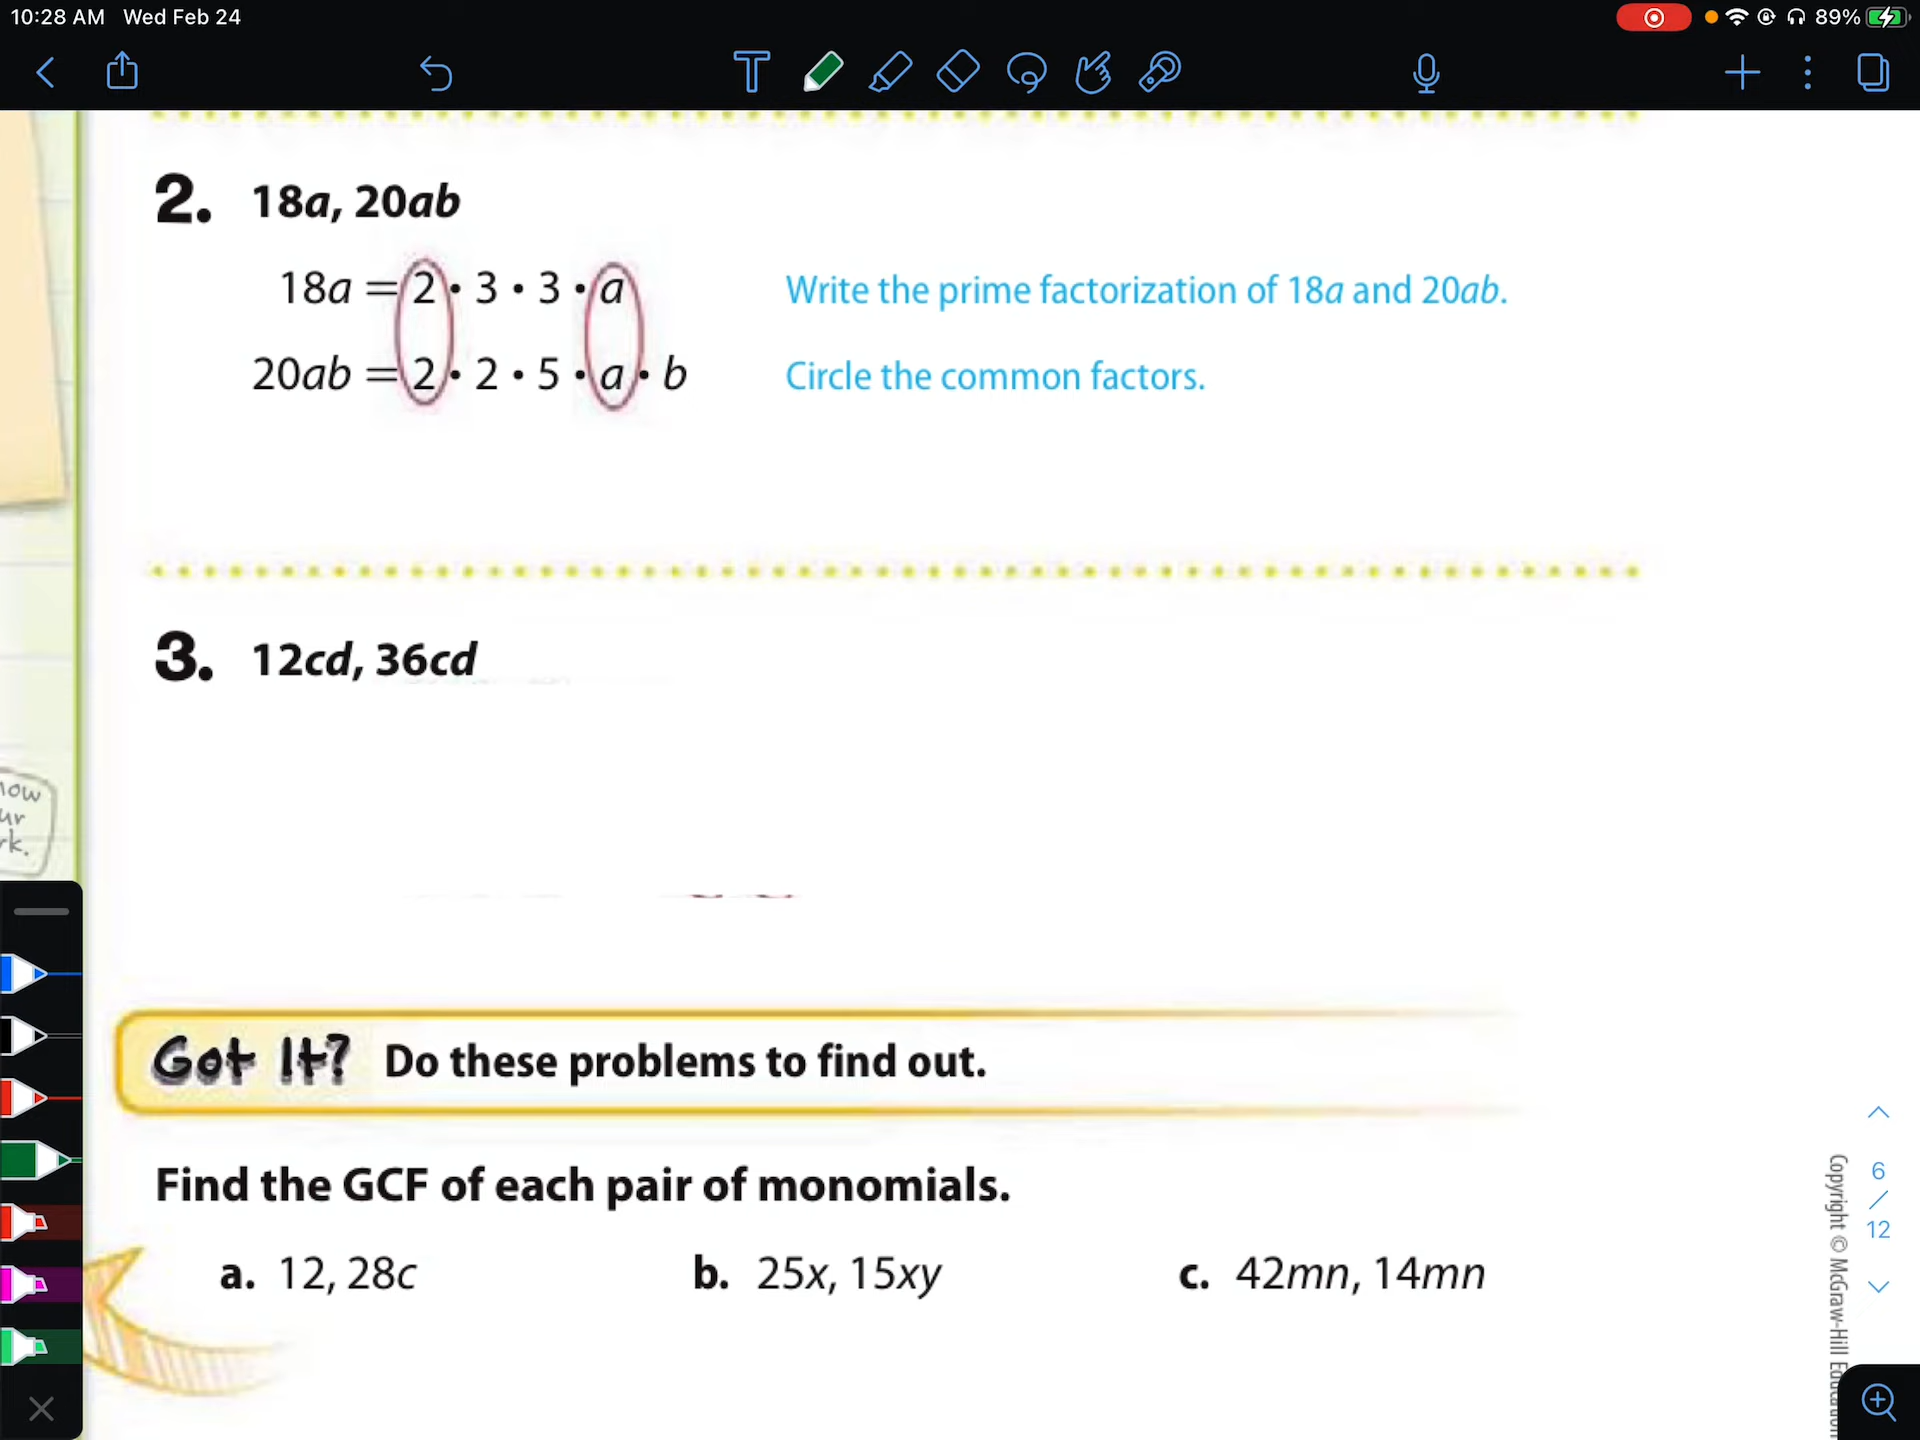 10:28 AM Wed Feb 24
89%
2. 18a, 20ab
18a = 2 • 3 • 3 • a
Write the prime factorization of 18a and 20ab.
20ab = 2 • 2 • 5 • a • b
Circle the common factors.
3. 12cd, 36cd
rk.
Got It? Do these problems to find out.
Find the GCF of each pair of monomials.
a. 12, 28c
b. 25x, 15xy
c. 42mn, 14mn
6
/
12
Copyright © McGraw-Hill Education